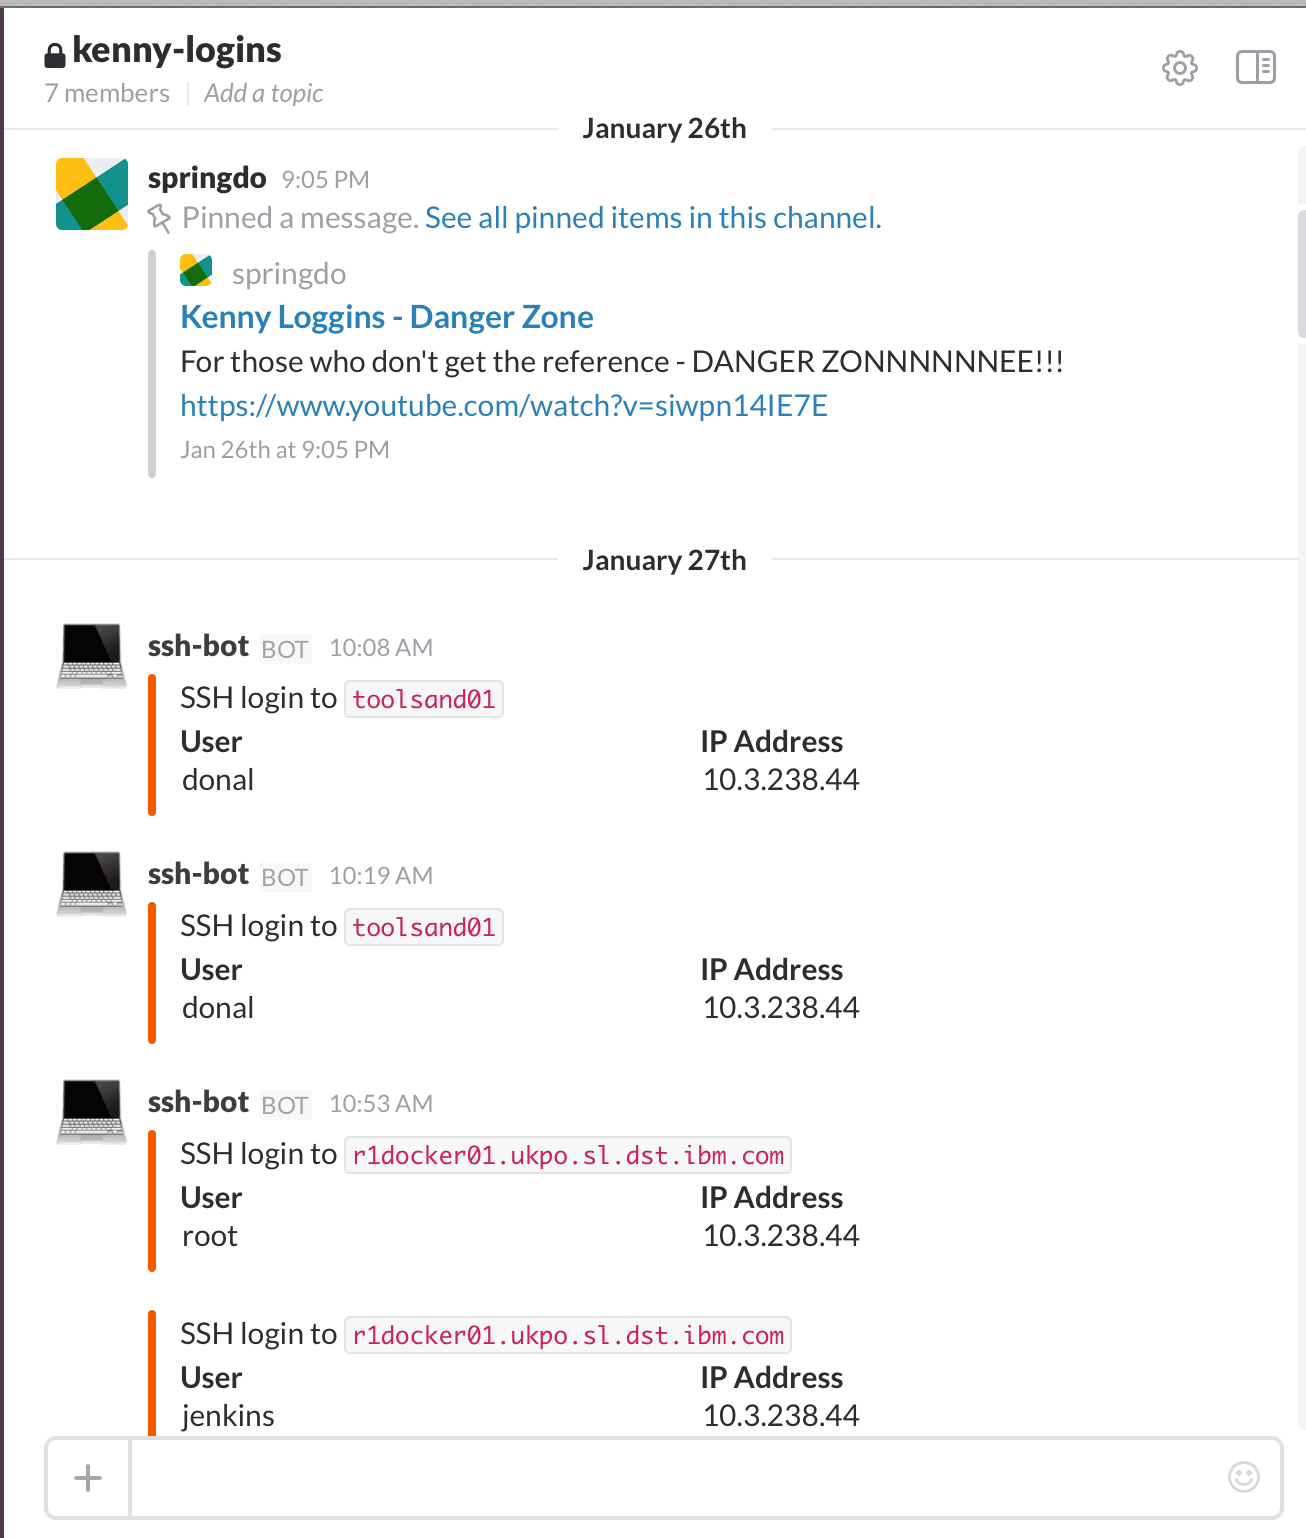 kenny-logins
7 members Add a topic
January 26th
springdo 9:05 PM
Pinned a message. See all pinned items in this channel.
springdo
Kenny Loggins - Danger Zone
For those who don't get the reference - DANGER ZONNNNNNEE!!!
https://www.youtube.com/watch?v=siwpn14IE7E
Jan 26th at 9:05 PM
January 27th
ssh-bot BOT 10:08 AM
SSH login to toolsand01
User IP Address
donal 10.3.238.44
ssh-bot BOT 10:19 AM
SSH login to toolsand01
User IP Address
donal 10.3.238.44
ssh-bot BOT 10:53 AM
SSH login to r1docker01.ukpo.sl.dst.ibm.com
User IP Address
root 10.3.238.44
SSH login to r1docker01.ukpo.sl.dst.ibm.com
User IP Address
jenkins 10.3.238.44